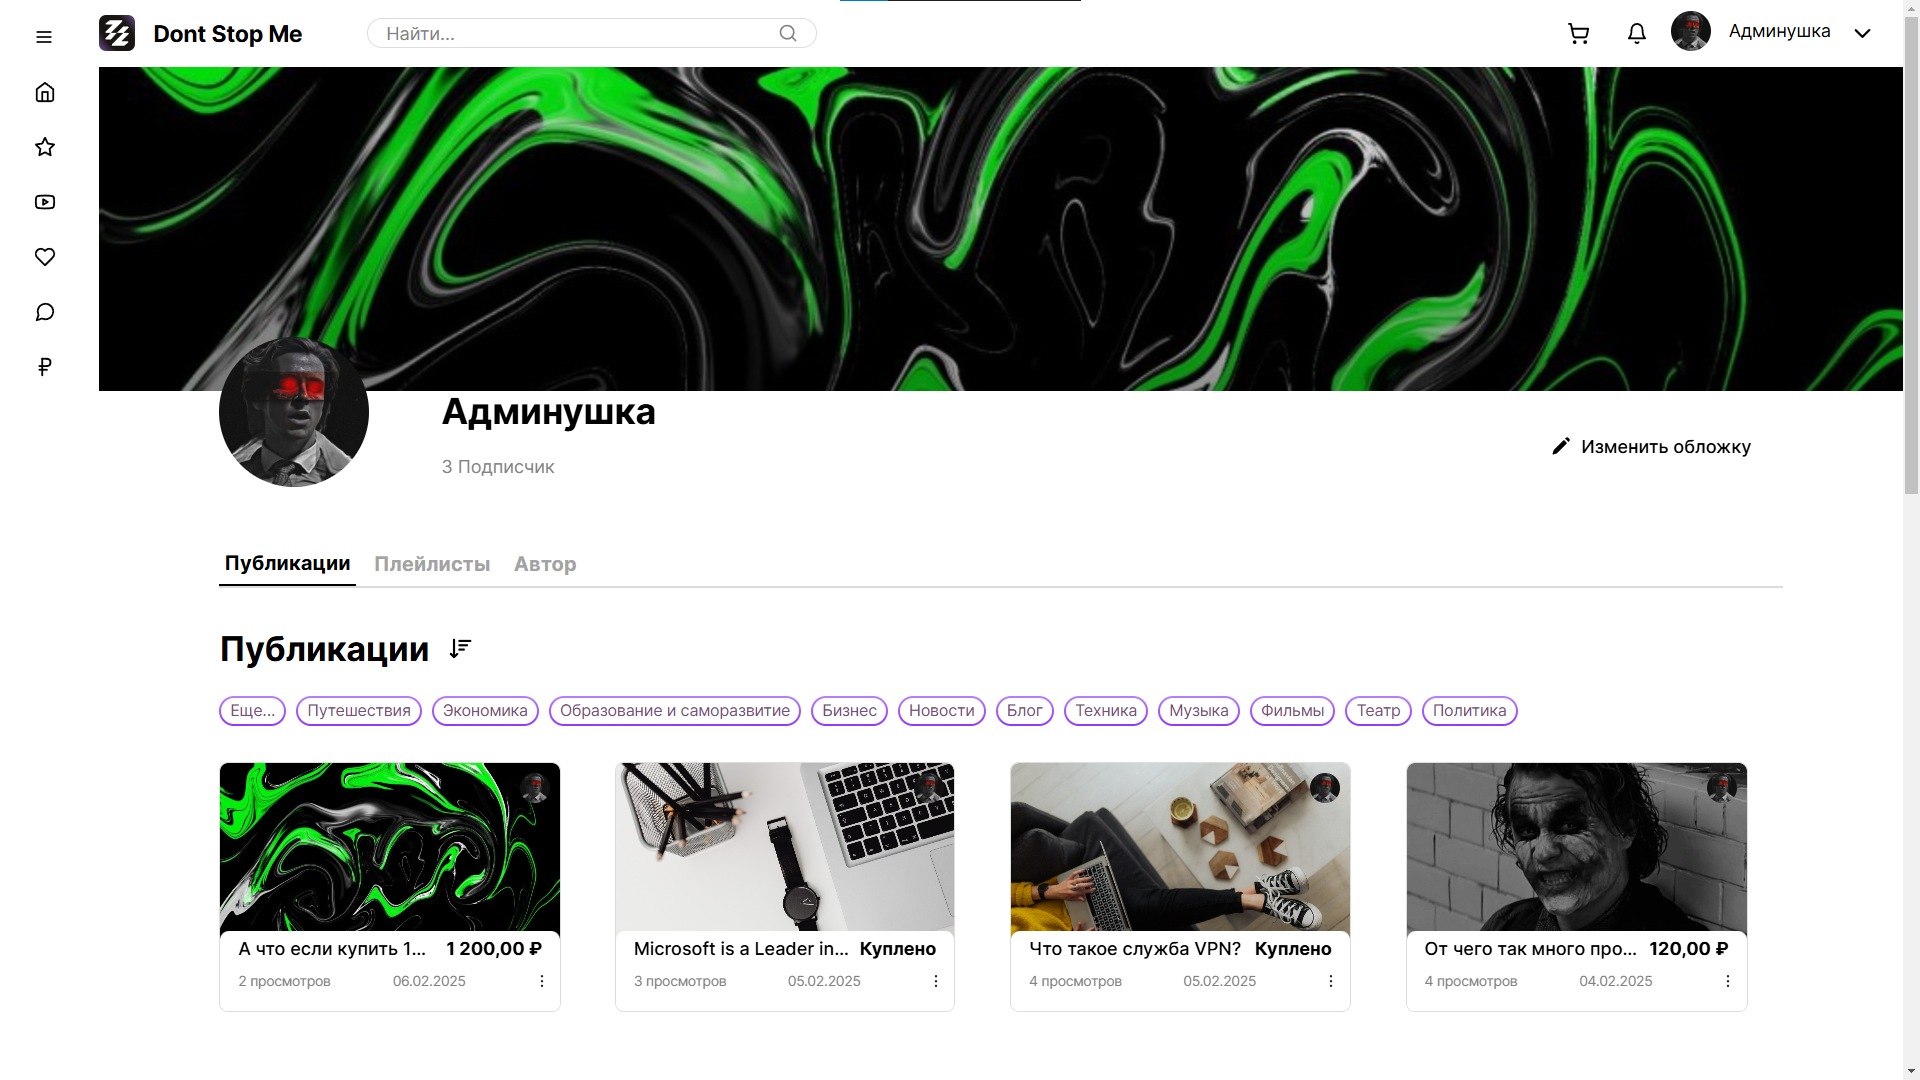 Dont Stop Me
Найти...
Админушка
Админушка
3 Подписчик
Изменить обложку
Публикации
Плейлисты
Автор
Публикации
Еще...
Путешествия
Экономика
Образование и саморазвитие
Бизнес
Новости
Блог
Техника
Музыка
Фильмы
Театр
Политика
А что если купить 1... 1 200,00 ₽
2 просмотров 06.02.2025
Microsoft is a Leader in... Куплено
3 просмотров 05.02.2025
Что такое служба VPN? Куплено
4 просмотров 05.02.2025
От чего так много про... 120,00 ₽
4 просмотров 04.02.2025